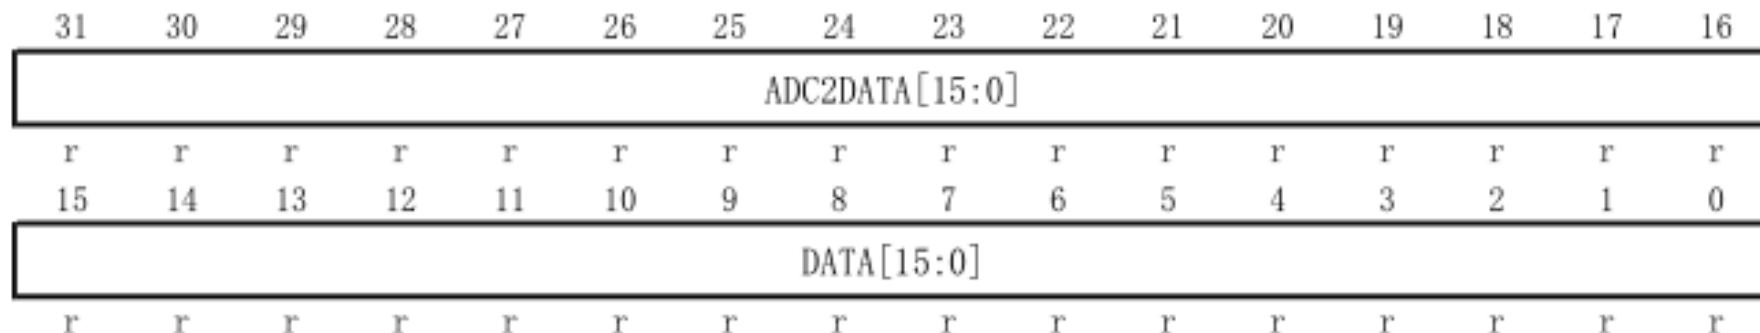 31 30 29 28 27 26 25 24 23 22 21 20 19 18 17 16
ADC2DATA[15:0]
r r r r r r r r r r r r r r r r
15 14 13 12 11 10 9 8 7 6 5 4 3 2 1 0
DATA[15:0]
r r r r r r r r r r r r r r r r